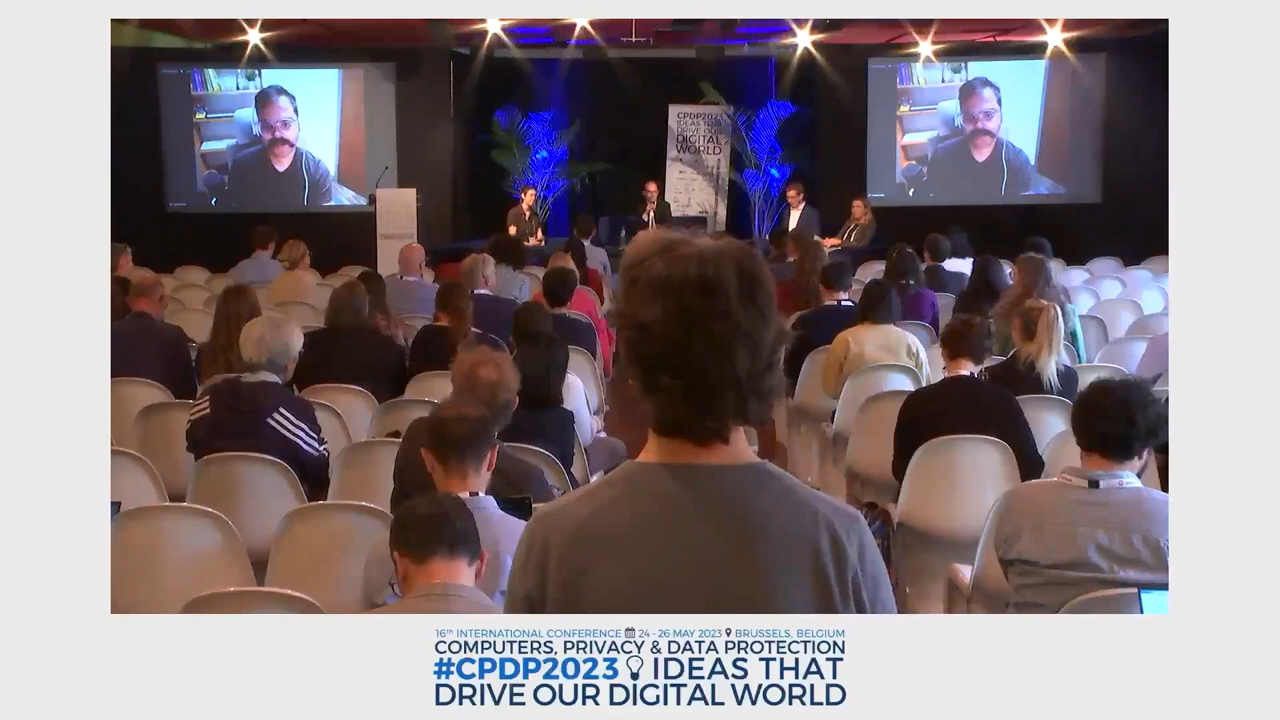 CPDP2023
IDEAS THAT
DRIVE OUR
DIGITAL
WORLD
16th INTERNATIONAL CONFERENCE 24 - 26 MAY 2023 BRUSSELS, BELGIUM
COMPUTERS, PRIVACY & DATA PROTECTION
#CPDP2023 IDEAS THAT
DRIVE OUR DIGITAL WORLD